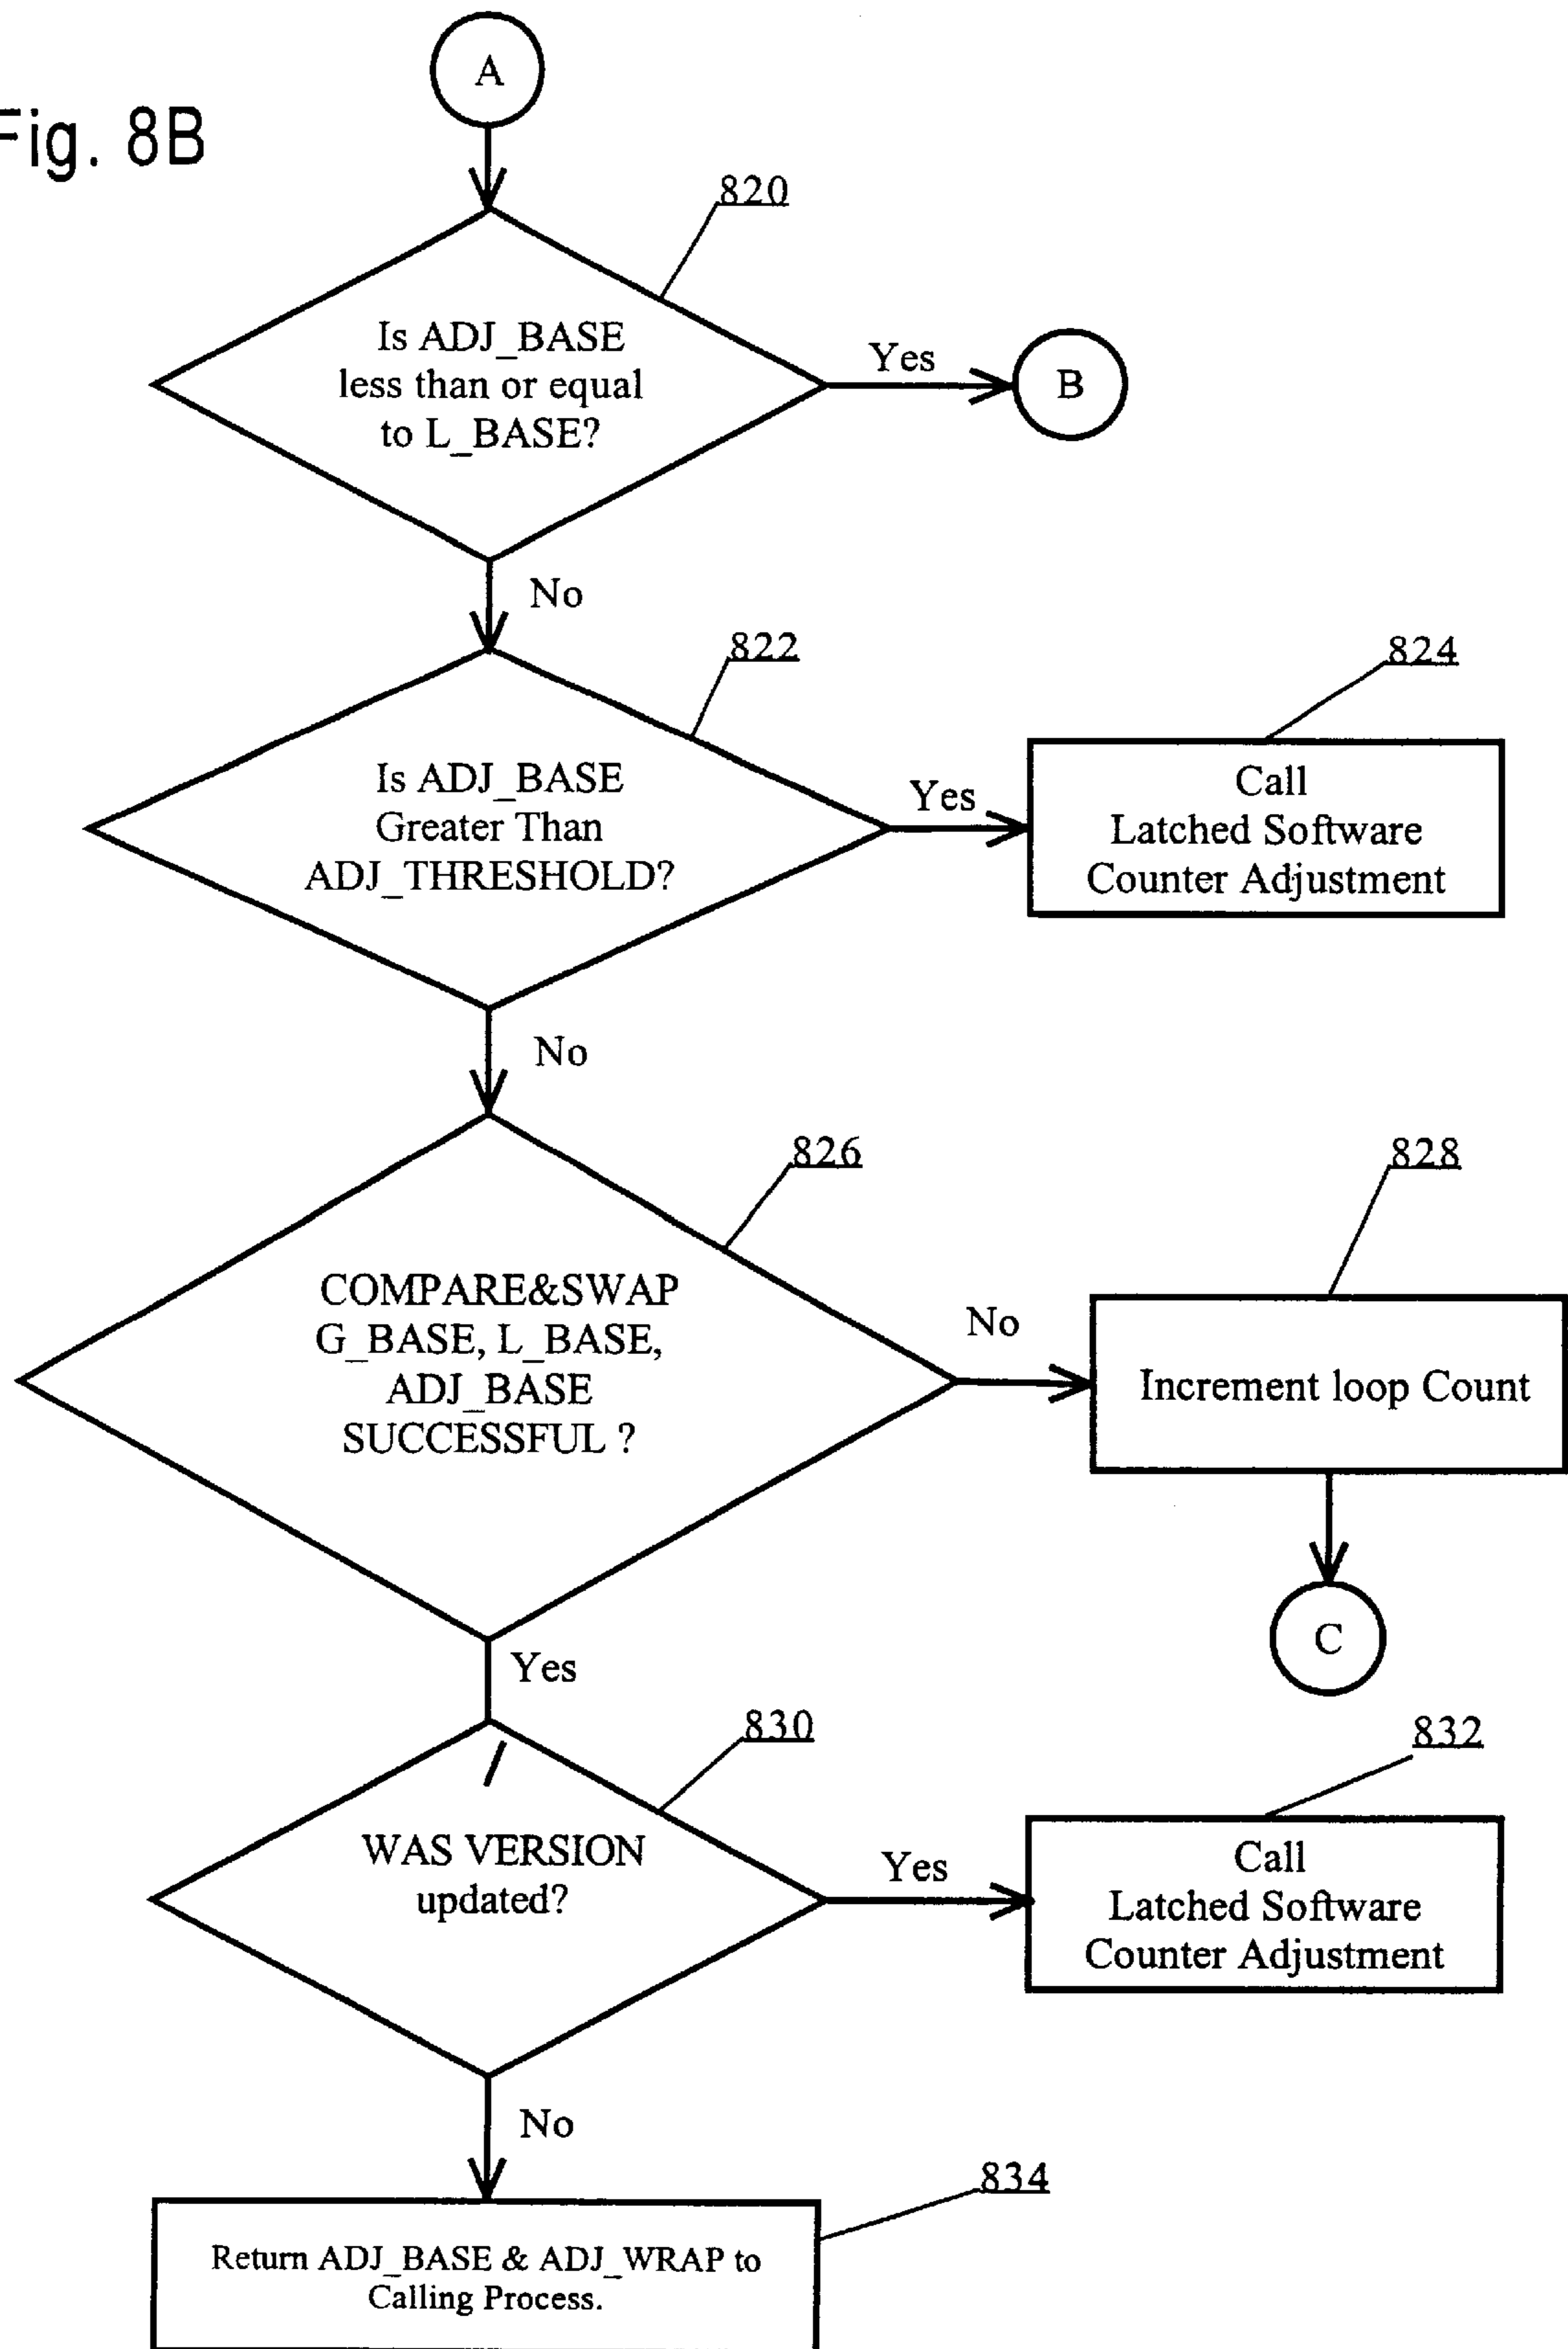 A
Fig. 8B
820
Is ADJ_BASE
less than or equal
to L_BASE?
Yes
B
No
822
Is ADJ_BASE
Greater Than
ADJ_THRESHOLD?
Yes
824
Call
Latched Software
Counter Adjustment
No
826
COMPARE&SWAP
G_BASE, L_BASE,
ADJ_BASE
SUCCESSFUL ?
No
828
Increment loop Count
C
Yes
830
WAS VERSION
updated?
Yes
832
Call
Latched Software
Counter Adjustment
No
834
Return ADJ_BASE & ADJ_WRAP to
Calling Process.